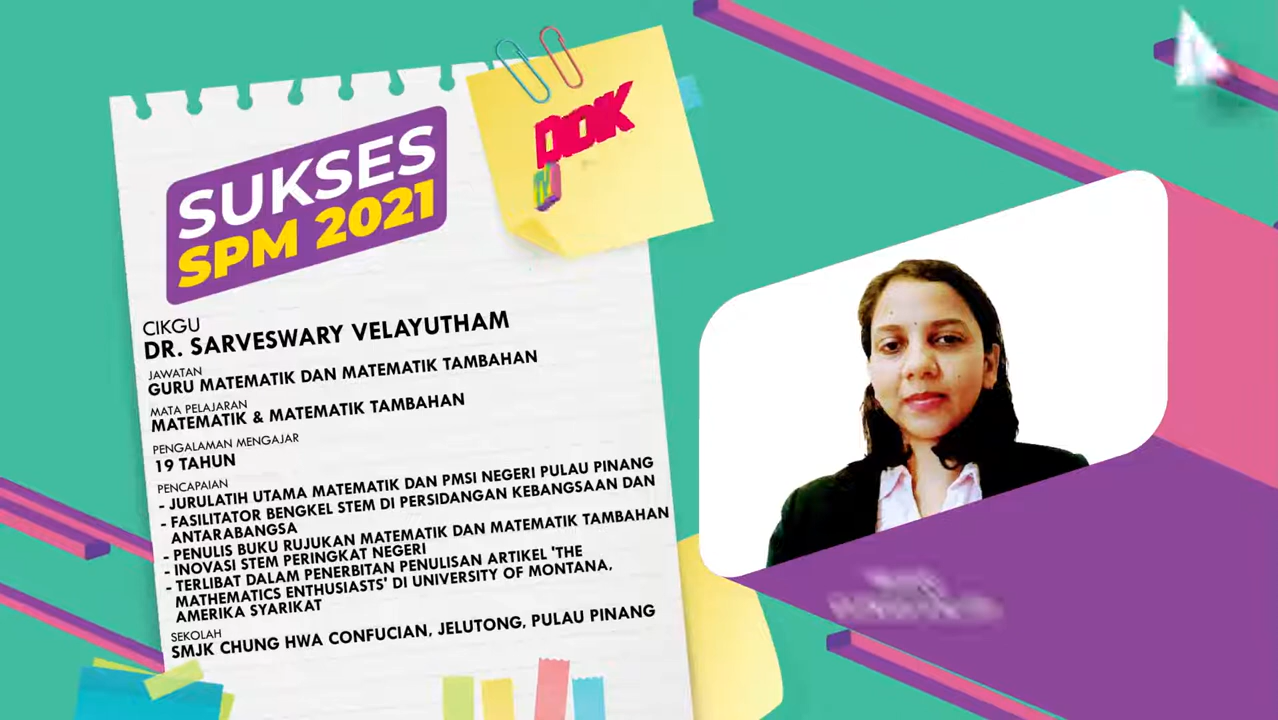 SUKSES
SPM 2021
DIDIK
TV
CIKGU
DR. SARVESWARY VELAYUTHAM
JAWATAN
GURU MATEMATIK DAN MATEMATIK TAMBAHAN
MATA PELAJARAN
MATEMATIK & MATEMATIK TAMBAHAN
PENGALAMAN MENGAJAR
19 TAHUN
PENCAPAIAN
- JURULATIH UTAMA MATEMATIK DAN PMSI NEGERI PULAU PINANG
- FASILITATOR BENGKEL STEM DI PERSIDANGAN KEBANGSAAN DAN
ANTARABANGSA
- PENULIS BUKU RUJUKAN MATEMATIK DAN MATEMATIK TAMBAHAN
- INOVASI STEM PERINGKAT NEGERI
- TERLIBAT DALAM PENERBITAN PENULISAN ARTIKEL 'THE
MATHEMATICS ENTHUSIASTS' DI UNIVERSITY OF MONTANA,
AMERIKA SYARIKAT
SEKOLAH
SMJK CHUNG HWA CONFUCIAN, JELUTONG, PULAU PINANG